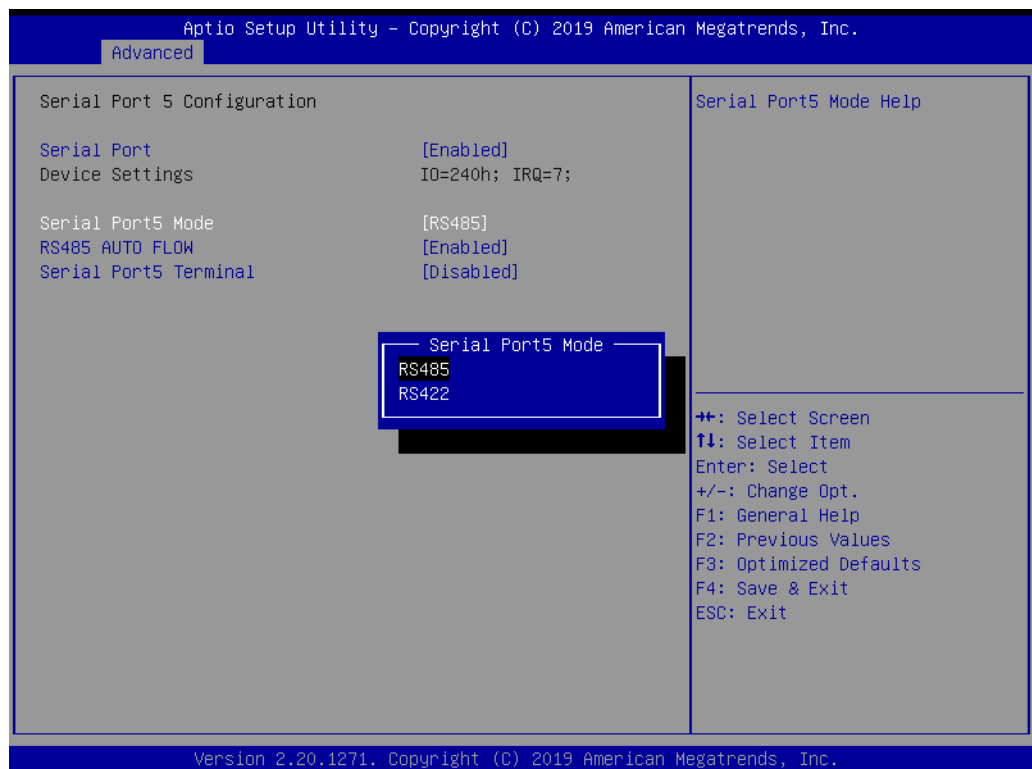 Aptio Setup Utility – Copyright (C) 2019 American Megatrends, Inc.
Advanced
Serial Port 5 Configuration
Serial Port [Enabled]
Device Settings IO=240h; IRQ=7;
Serial Port5 Mode [RS485]
RS485 AUTO FLOW [Enabled]
Serial Port5 Terminal [Disabled]
Serial Port5 Mode
RS485
RS422
Serial Port5 Mode Help
→←: Select Screen
↑↓: Select Item
Enter: Select
+/-: Change Opt.
F1: General Help
F2: Previous Values
F3: Optimized Defaults
F4: Save & Exit
ESC: Exit
Version 2.20.1271. Copyright (C) 2019 American Megatrends, Inc.